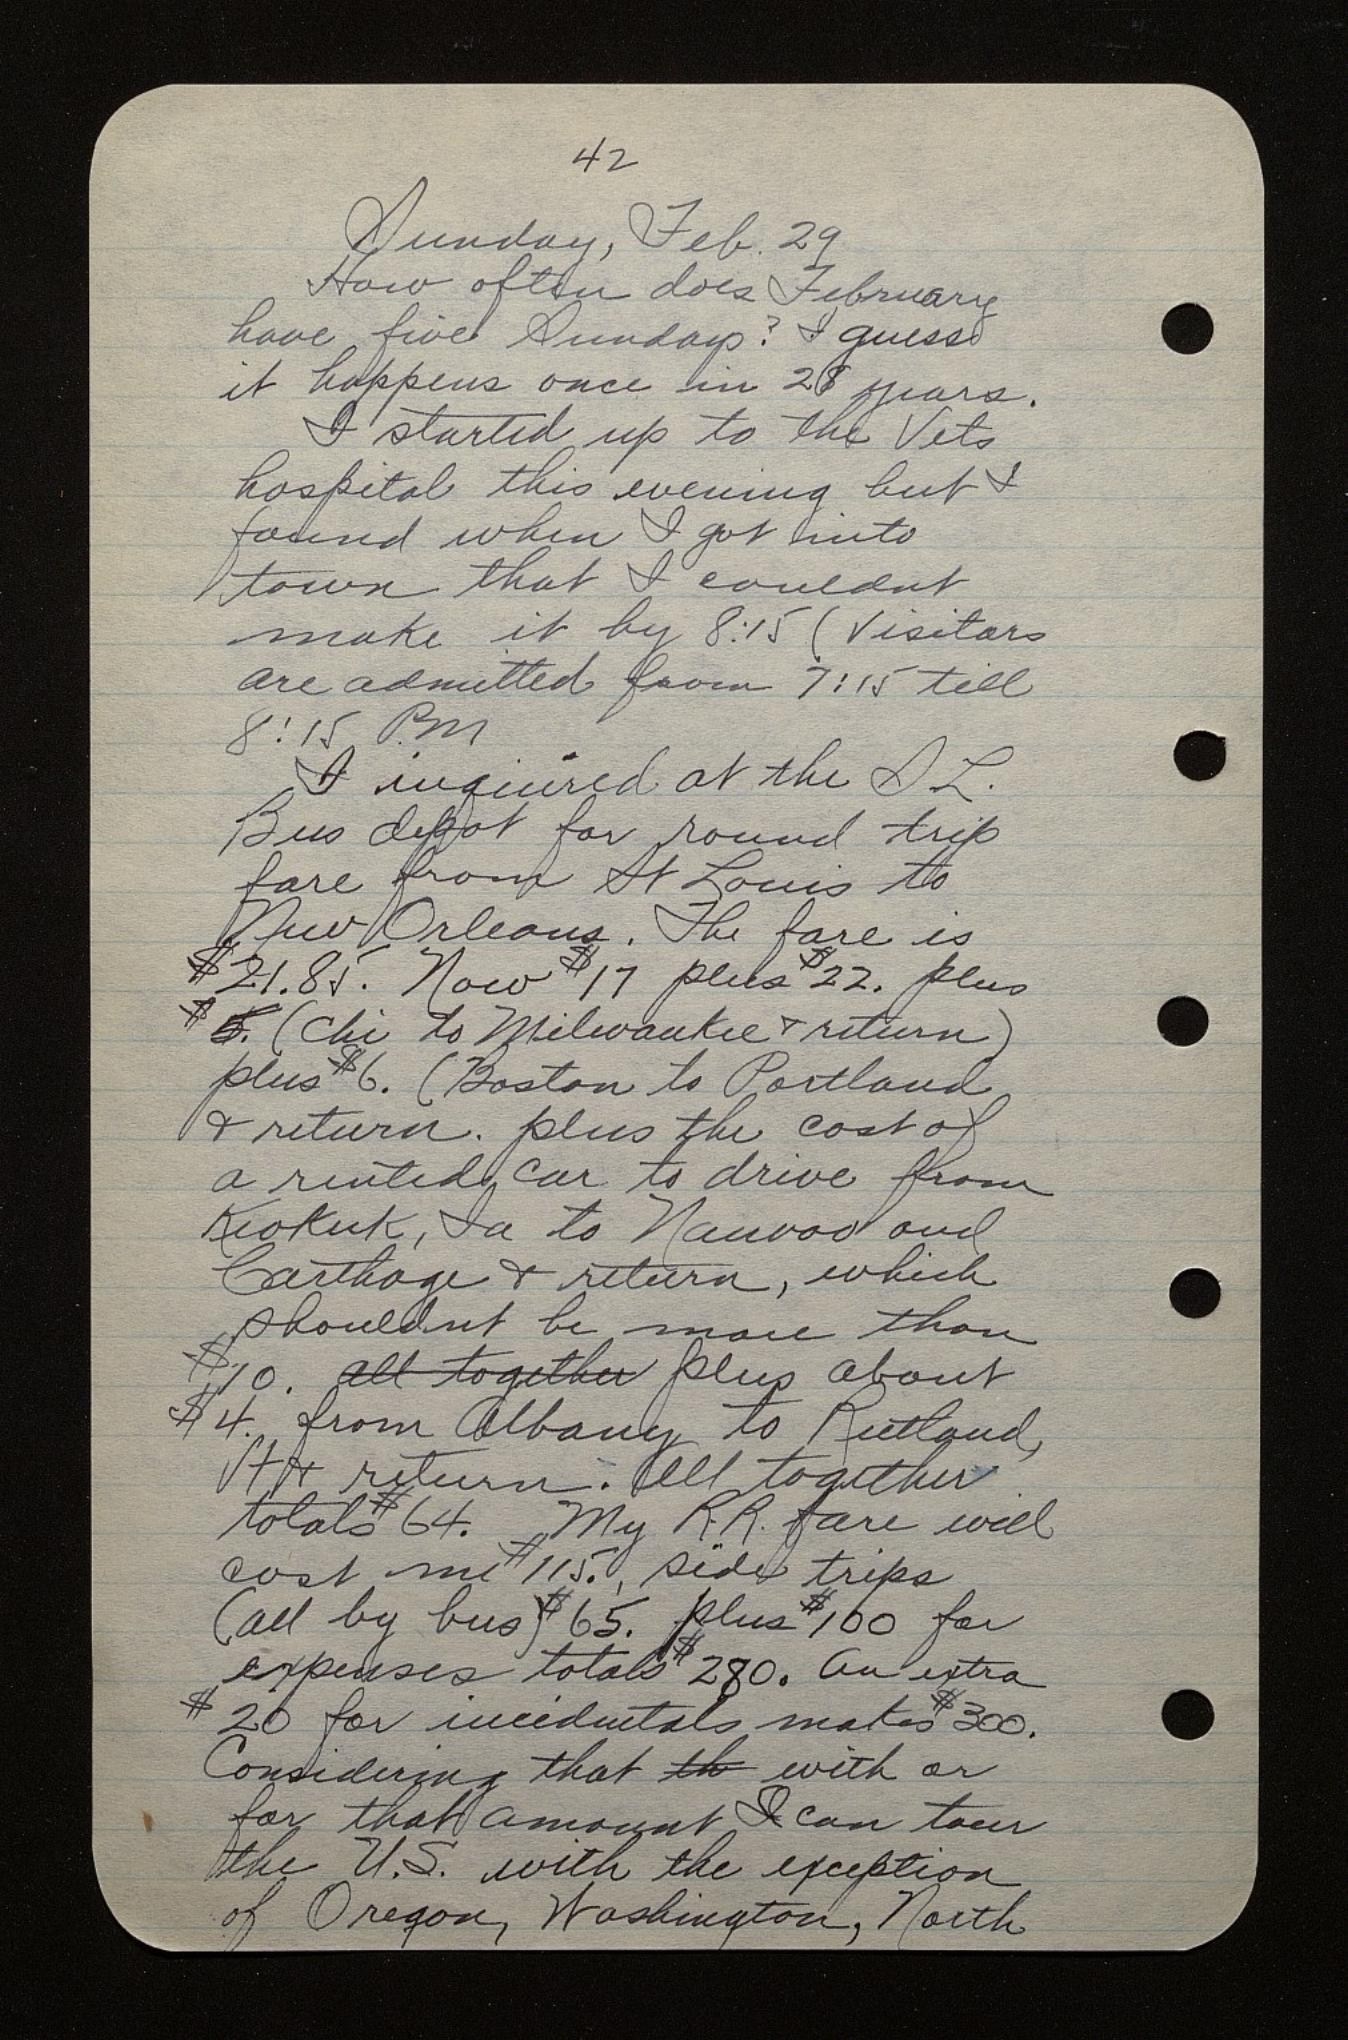 42
Sunday, Feb. 29
How often does February
have five Sundays? I guess
it happens once in 28 years.
I started up to the Vets
hospital this evening but I
found when I got into
town that I couldnt
make it by 8:15 (Visitors
are admitted from 7:15 till
8:15 P.M
I inquired at the S L.
Bus depot for round trip
fare from St Louis to
New Orleans. The fare is
$21.85. Now $17 plus $22. plus
$5. (Chi to Milwaukee & return)
plus $6. (Boston to Portland
& return. plus the cost of
a rented car to drive from
Keokuk, Ia to Nauvoo and
Carthage & return, which
shouldnt be more than
$10. all together plus about
$4. from Albany to Rutland,
Vt & return. All together
totals $64. My R.R. fare will
cost me $115., side trips
(all by bus) $65. plus $100 for
expenses totals $280. An extra
$20 for incidentals makes $300.
Considering that th with or
for that amount I can tour
the U.S. with the exception
of Oregon, Washington, North